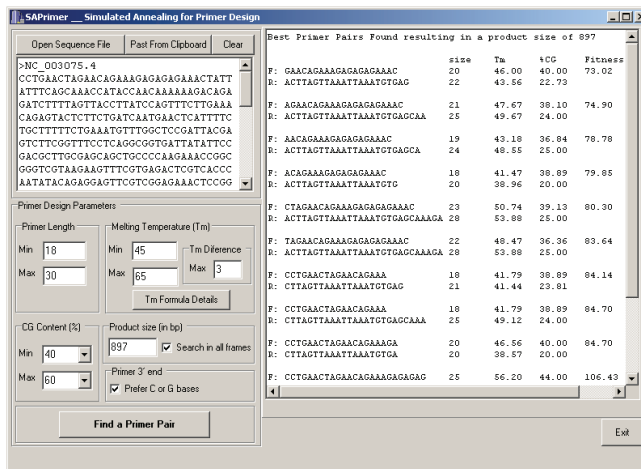 SAPrimer __ Simulated Annealing for Primer Design
Open Sequence File
Past From Clipboard
Clear
>NC_003075.4
CCTGAACTAGAACAGAAAGAGAGAGAAACTATT
ATTTCAGCAAACCATACCAACAAAAAAGACAGA
GATCTTTTAGTTACCTTATCCAGTTTCTTGAAA
CAGAGTACTCTTCTGATCAATGAACTCATTTTC
TGCTTTTTCTGAAATGTTTGGCTCCGATTACGA
GTCTTCGGTTTCCTCAGGCGGTGATTATATTCC
GACGCTTGCGAGCAGCTGCCCCAAGAAACCGGC
GGGTCGTAAGAAGTTTCGTGAGACTCGTCACCC
AATATACAGAGGAGTTCGTCGGAGAAACTCCGG
Primer Design Parameters
Primer Length
Min 18
Max 30
Melting Temperature (Tm)
Min 45
Max 65
Tm Diference
Max 3
Tm Formula Details
CG Content (%)
Min 40
Max 60
Product size (in bp)
897
Search in all frames
Primer 3' end
Prefer C or G bases
Find a Primer Pair
Best Primer Pairs Found resulting in a product size of 897
size Tm %CG Fitness
F: GAACAGAAAGAGAGAGAAAC 20 46.00 40.00 73.02
R: ACTTAGTTAAATTAAATGTGAG 22 43.56 22.73
F: AGAACAGAAAGAGAGAGAAAC 21 47.67 38.10 74.90
R: ACTTAGTTAAATTAAATGTGAGCAA 25 49.67 24.00
F: AACAGAAAGAGAGAGAAAC 19 43.18 36.84 78.78
R: ACTTAGTTAAATTAAATGTGAGCA 24 48.55 25.00
F: ACAGAAAGAGAGAGAAAC 18 41.47 38.89 79.85
R: ACTTAGTTAAATTAAATGTG 20 38.96 20.00
F: CTAGAACAGAAAGAGAGAGAAAC 23 50.74 39.13 80.30
R: ACTTAGTTAAATTAAATGTGAGCAAAGA 28 53.88 25.00
F: TAGAACAGAAAGAGAGAGAAAC 22 48.47 36.36 83.64
R: ACTTAGTTAAATTAAATGTGAGCAAAGA 28 53.88 25.00
F: CCTGAACTAGAACAGAAA 18 41.79 38.89 84.14
R: CTTAGTTAAATTAAATGTGAG 21 41.44 23.81
F: CCTGAACTAGAACAGAAA 18 41.79 38.89 84.70
R: CTTAGTTAAATTAAATGTGAGCAAA 25 49.12 24.00
F: CCTGAACTAGAACAGAAAGA 20 46.56 40.00 84.70
R: CTTAGTTAAATTAAATGTGA 20 38.57 20.00
F: CCTGAACTAGAACAGAAAGAGAGAG 25 56.20 44.00 106.43
Exit